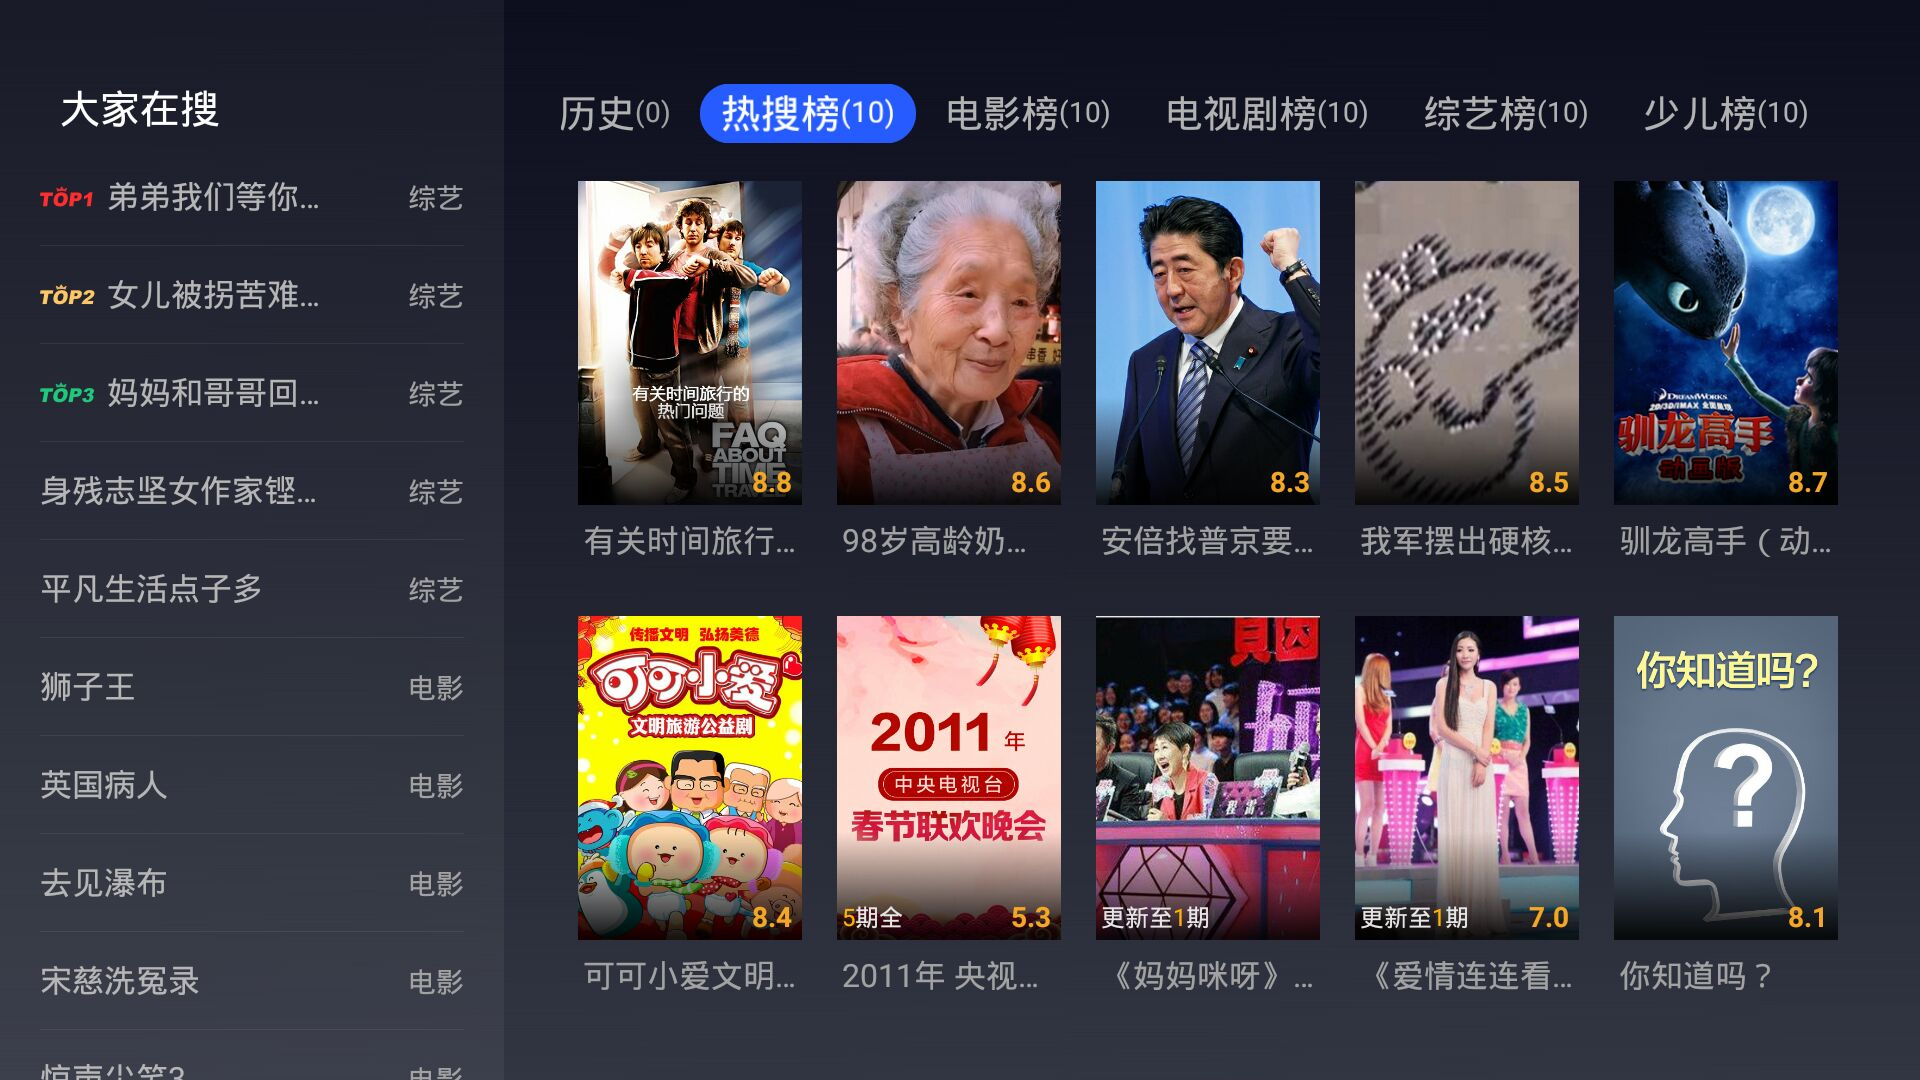 大家在搜
TOP1 弟弟我们等你... 综艺
TOP2 女儿被拐苦难... 综艺
TOP3 妈妈和哥哥回... 综艺
身残志坚女作家铿... 综艺
平凡生活点子多 综艺
狮子王 电影
英国病人 电影
去见瀑布 电影
宋慈洗冤录 电影
惊声尖笑3 电影
历史(0) 热搜榜(10) 电影榜(10) 电视剧榜(10) 综艺榜(10) 少儿榜(10)
有关时间旅行的
热门问题
FAQ
ABOUT
TIME
TRAVEL
8.8
有关时间旅行...
8.6
98岁高龄奶...
8.3
安倍找普京要...
8.5
我军摆出硬核...
DREAMWORKS
2D/3D/IMAX 全面呈现
驯龙高手
动画版
8.7
驯龙高手（动...
传播文明 弘扬美德
可可小爱
文明旅游公益剧
8.4
可可小爱文明...
2011年
中央电视台
春节联欢晚会
5期全 5.3
2011年 央视...
更新至1期
《妈妈咪呀》...
更新至1期 7.0
《爱情连连看...
你知道吗?
?
8.1
你知道吗？